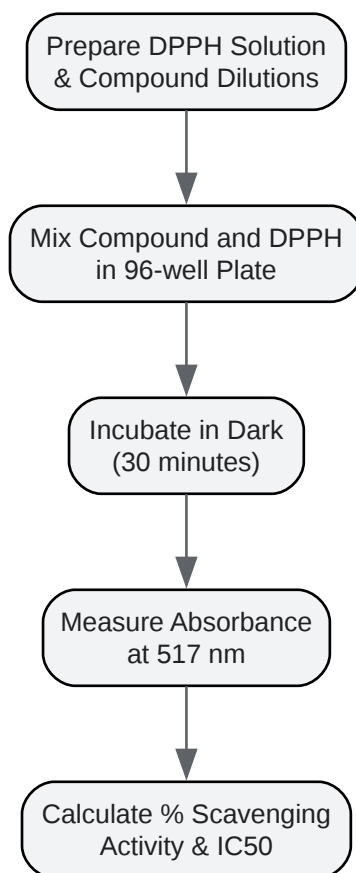 Prepare DPPH Solution
& Compound Dilutions
Mix Compound and DPPH
in 96-well Plate
Incubate in Dark
(30 minutes)
Measure Absorbance
at 517 nm
Calculate % Scavenging
Activity & IC50